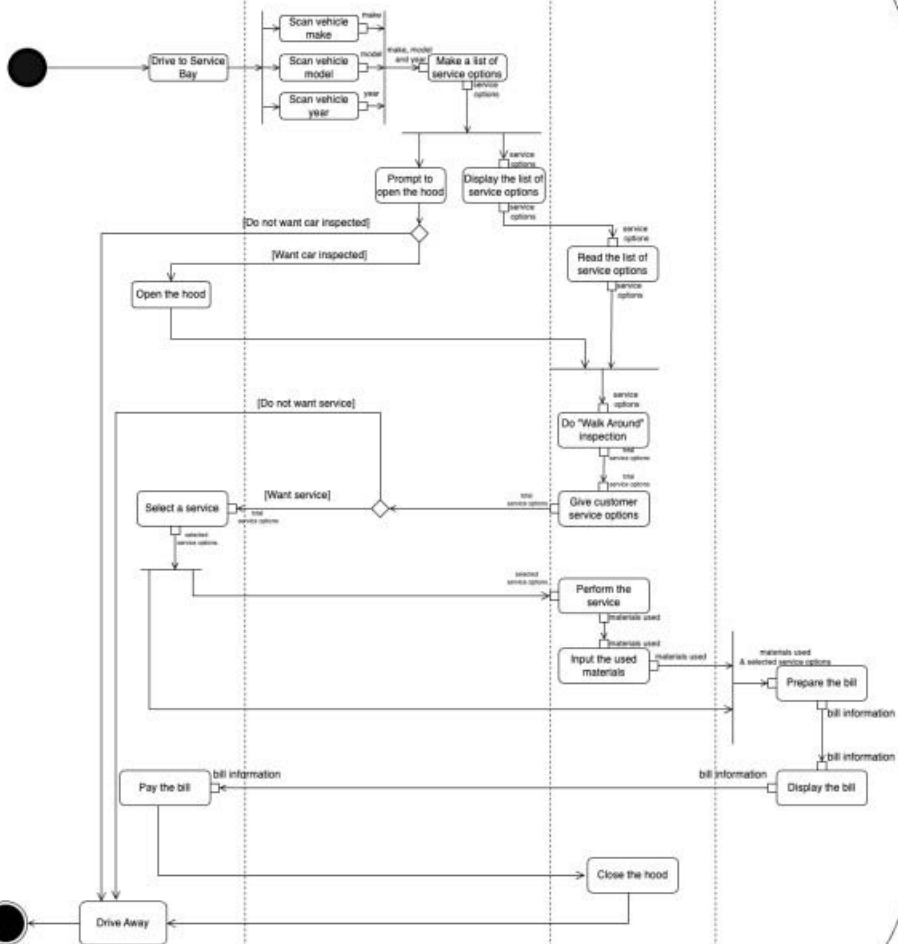 Scan vehicle
make
make
Drive to Service
Bay
Scan vehicle
model
model
make, model
and year
Make a list of
service options
service
options
Scan vehicle
year
year
service
options
Prompt to
open the hood
Display the list of
service options
service
options
[Do not want car inspected]
service
options
[Want car inspected]
Read the list of
service options
service
options
Open the hood
service
options
[Do not want service]
Do "Walk Around"
inspection
total
service options
total
service options
[Want service]
Select a service
total
service options
total
service options
Give customer
service options
selected
service options
selected
service options
Perform the
service
materials used
materials used
Input the used
materials
materials used
materials used
& selected service options
Prepare the bill
bill information
bill information
bill information
bill information
Pay the bill
Display the bill
Close the hood
Drive Away